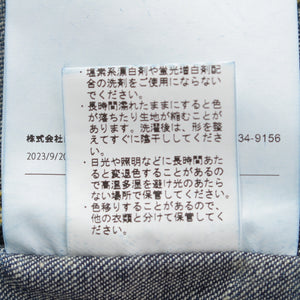 ・塩素系漂白剤や蛍光増白剤配
合の洗剤をご使用にならない
でください。
・長時間濡れたままにすると色
が落ちたり生地が縮むことが
あります。洗濯後は、形を整
えてすぐに陰干ししてくださ
い。
株式会社
34-9156
2023/9/20
・日光や照明などに長時間あた
ると変退色することがあるの
で高温多湿を避け光のあたら
ない場所で保管してください。
・色移りすることがあるので、
他の衣類と分けて保管してく
ださい。